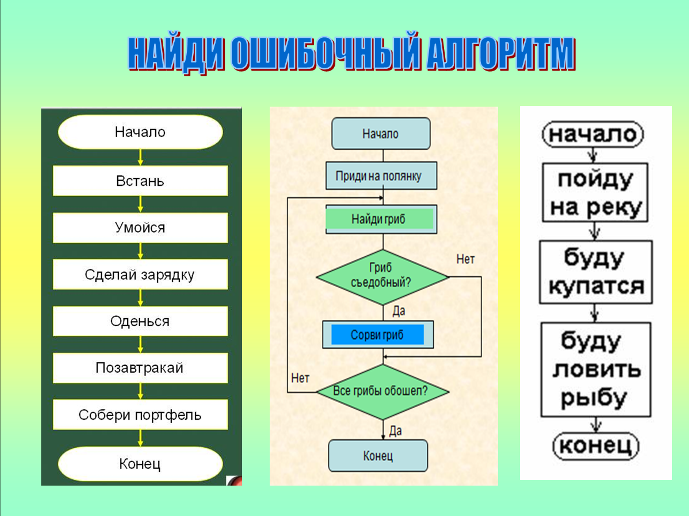 НАЙДИ ОШИБОЧНЫЙ АЛГОРИТМ
Начало
Встань
Умойся
Сделай зарядку
Оденься
Позавтракай
Собери портфель
Конец
Начало
Приди на полянку
Найди гриб
Гриб
съедобный?
Нет
Да
Сорви гриб
Нет
Все грибы обошел?
Да
Конец
начало
пойду
на реку
буду
купатся
буду
ловить
рыбу
конец